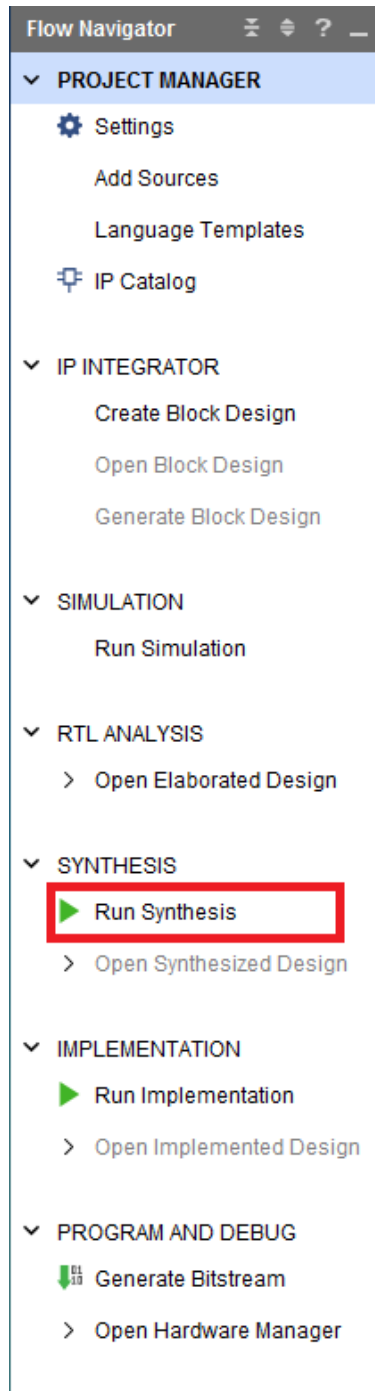 Flow Navigator ?
PROJECT MANAGER
Settings
Add Sources
Language Templates
IP Catalog
IP INTEGRATOR
Create Block Design
Open Block Design
Generate Block Design
SIMULATION
Run Simulation
RTL ANALYSIS
Open Elaborated Design
SYNTHESIS
Run Synthesis
Open Synthesized Design
IMPLEMENTATION
Run Implementation
Open Implemented Design
PROGRAM AND DEBUG
Generate Bitstream
Open Hardware Manager